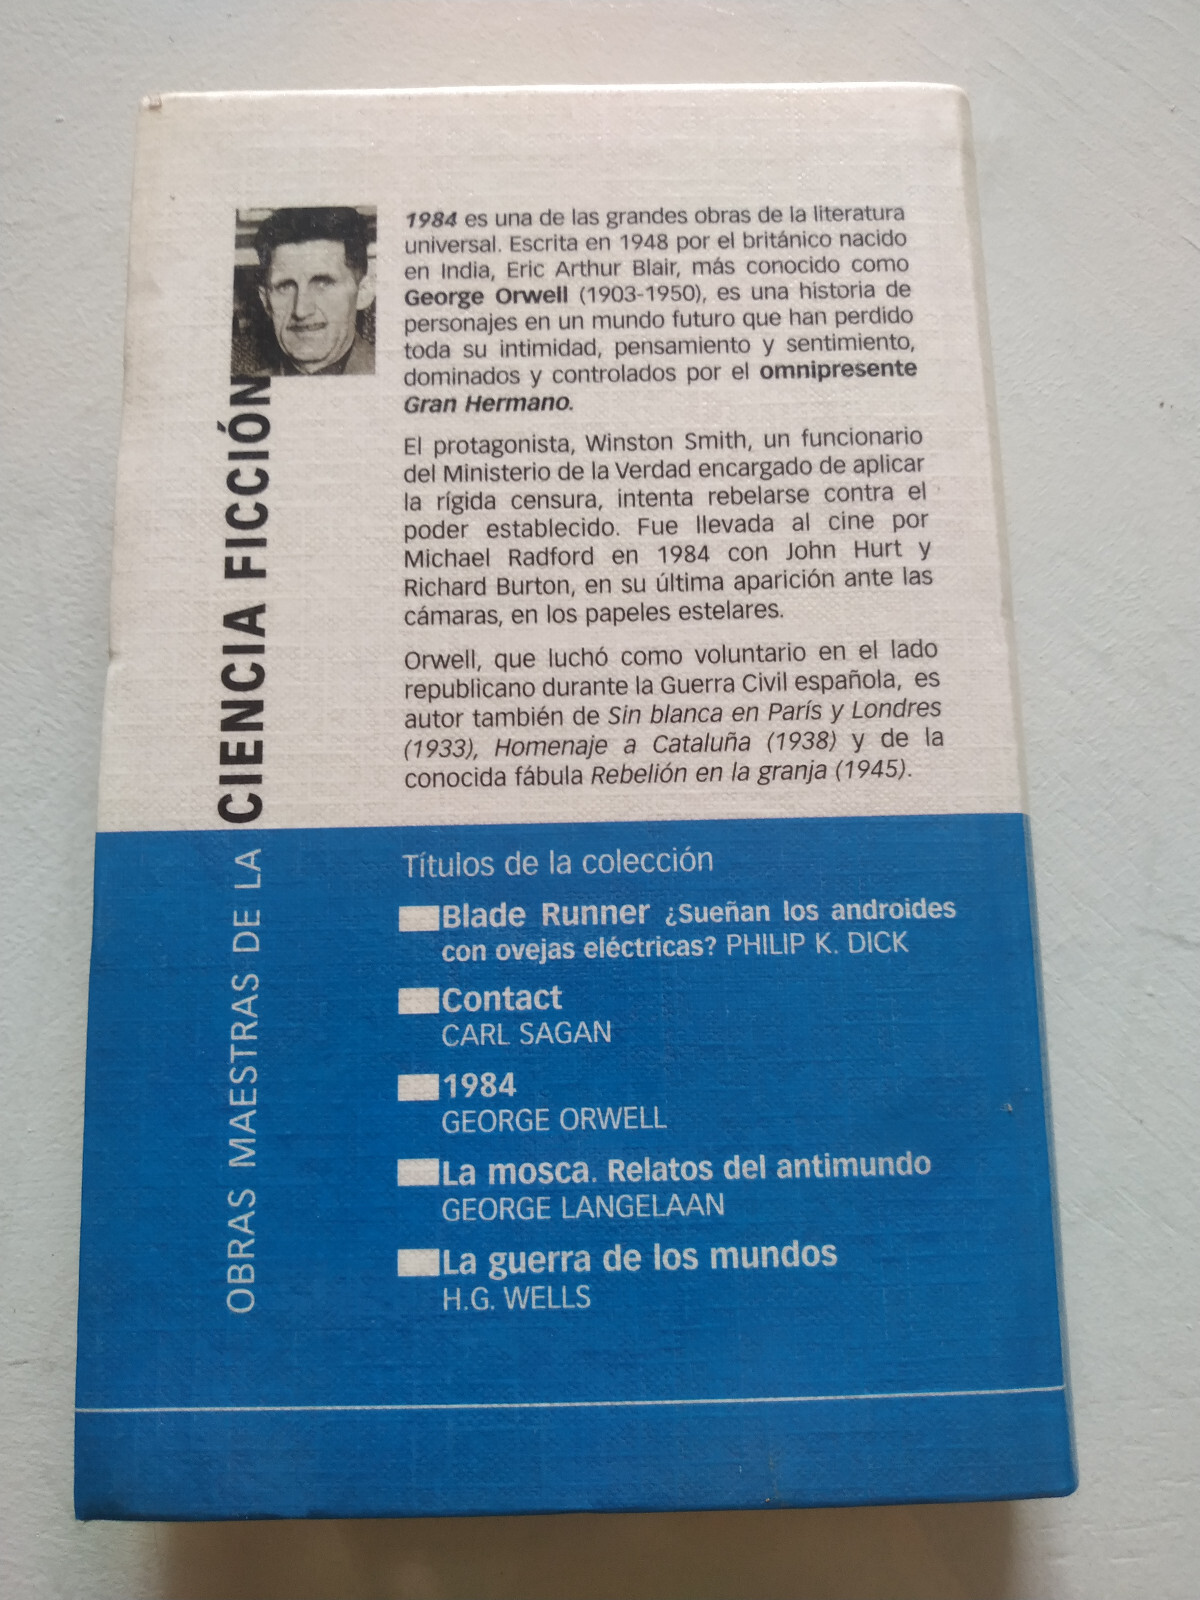 1984 es una de las grandes obras de la literatura
universal. Escrita en 1948 por el británico nacido
en India, Eric Arthur Blair, más conocido como
George Orwell (1903-1950), es una historia de
personajes en un mundo futuro que han perdido
toda su intimidad, pensamiento y sentimiento,
dominados y controlados por el omnipresente
Gran Hermano.
El protagonista, Winston Smith, un funcionario
del Ministerio de la Verdad encargado de aplicar
la rígida censura, intenta rebelarse contra el
poder establecido. Fue llevada al cine por
Michael Radford en 1984 con John Hurt y
Richard Burton, en su última aparición ante las
cámaras, en los papeles estelares.
Orwell, que luchó como voluntario en el lado
republicano durante la Guerra Civil española, es
autor también de Sin blanca en París y Londres
(1933), Homenaje a Cataluña (1938) y de la
conocida fábula Rebelión en la granja (1945).
OBRAS MAESTRAS DE LA CIENCIA FICCIÓN
Títulos de la colección
Blade Runner ¿Sueñan los androides
con ovejas eléctricas? PHILIP K. DICK
Contact
CARL SAGAN
1984
GEORGE ORWELL
La mosca. Relatos del antimundo
GEORGE LANGELAAN
La guerra de los mundos
H.G. WELLS